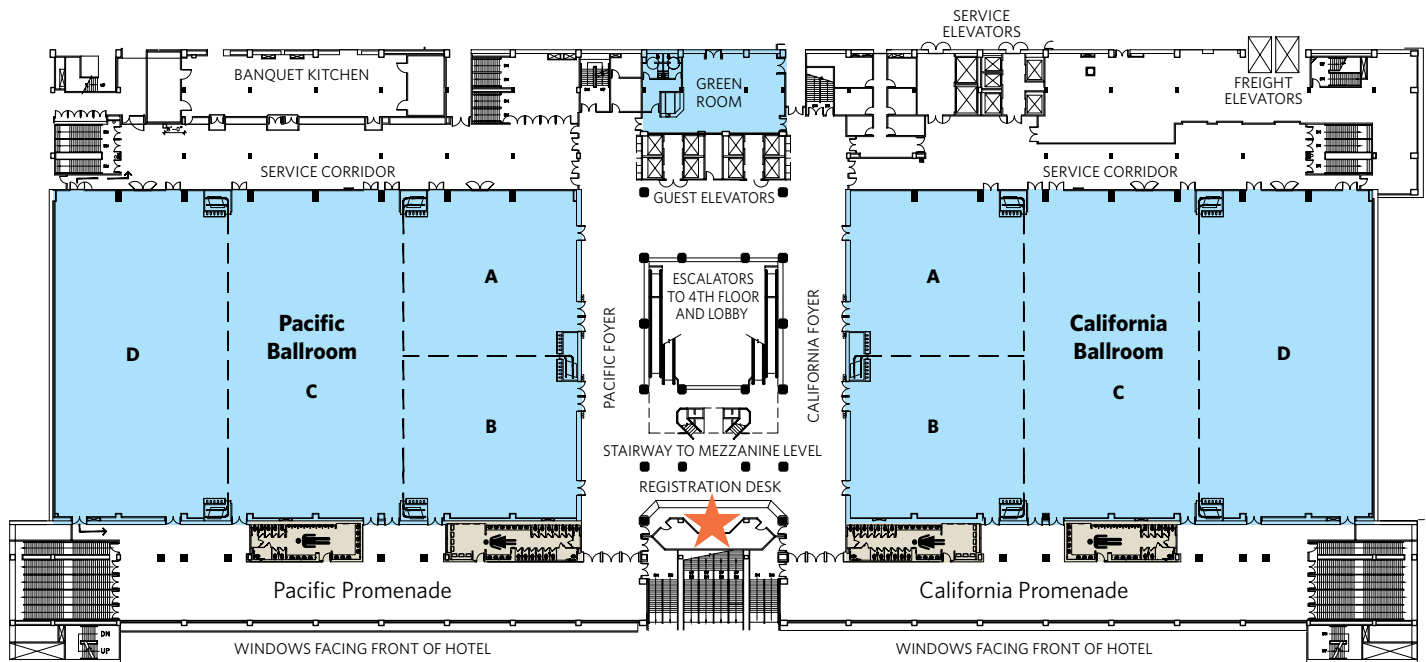 SERVICE
ELEVATORS
BANQUET KITCHEN
GREEN
ROOM
FREIGHT
ELEVATORS
SERVICE CORRIDOR
GUEST ELEVATORS
SERVICE CORRIDOR
D
Pacific
Ballroom
C
A
B
PACIFIC FOYER
ESCALATORS
TO 4TH FLOOR
AND LOBBY
CALIFORNIA FOYER
A
B
California
Ballroom
C
D
STAIRWAY TO MEZZANINE LEVEL
REGISTRATION DESK
Pacific Promenade
California Promenade
DN
UP
WINDOWS FACING FRONT OF HOTEL
WINDOWS FACING FRONT OF HOTEL